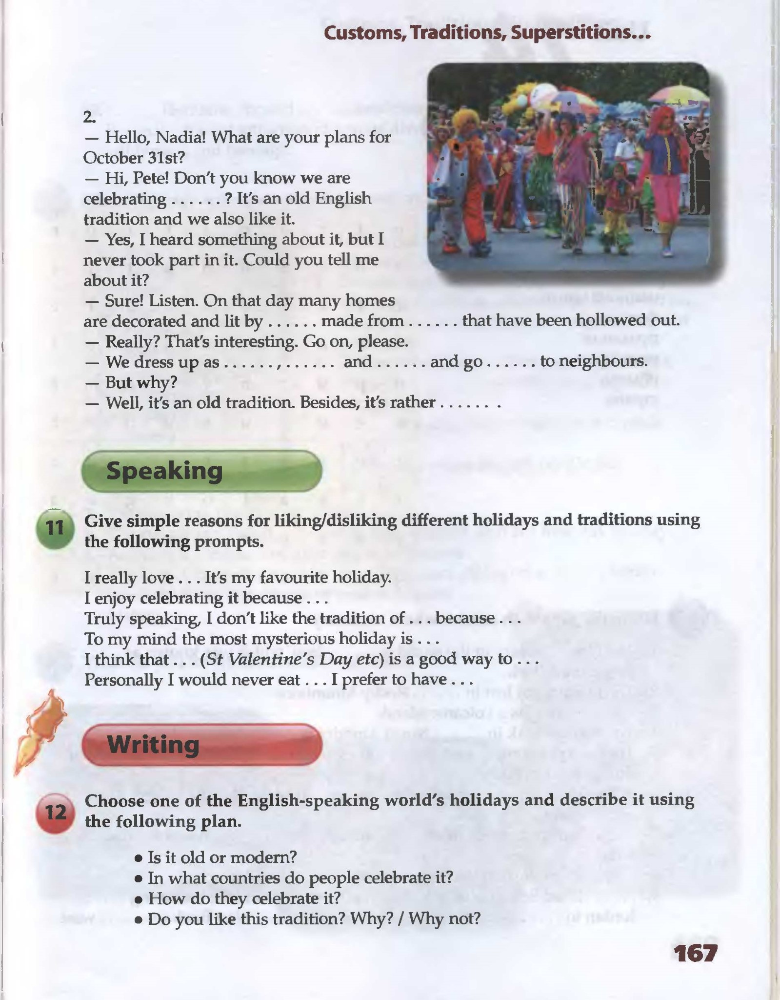 Customs, Traditions, Superstitions...
2.
— Hello, Nadia! What are your plans for
October 31st?
— Hi, Pete! Don't you know we are
celebrating . . . . . . ? It's an old English
tradition and we also like it.
— Yes, I heard something about it, but I
never took part in it. Could you tell me
about it?
— Sure! Listen. On that day many homes
are decorated and lit by . . . . . . made from . . . . . . that have been hollowed out.
— Really? That's interesting. Go on, please.
— We dress up as . . . . . . , . . . . . . and . . . . . . and go . . . . . . to neighbours.
— But why?
— Well, it's an old tradition. Besides, it's rather . . . . . . .
Speaking
11 Give simple reasons for liking/disliking different holidays and traditions using
the following prompts.
I really love . . . It's my favourite holiday.
I enjoy celebrating it because . . .
Truly speaking, I don't like the tradition of . . . because . . .
To my mind the most mysterious holiday is . . .
I think that . . . (St Valentine's Day etc) is a good way to . . .
Personally I would never eat . . . I prefer to have . . .
Writing
12 Choose one of the English-speaking world's holidays and describe it using
the following plan.
• Is it old or modern?
• In what countries do people celebrate it?
• How do they celebrate it?
• Do you like this tradition? Why? / Why not?
167